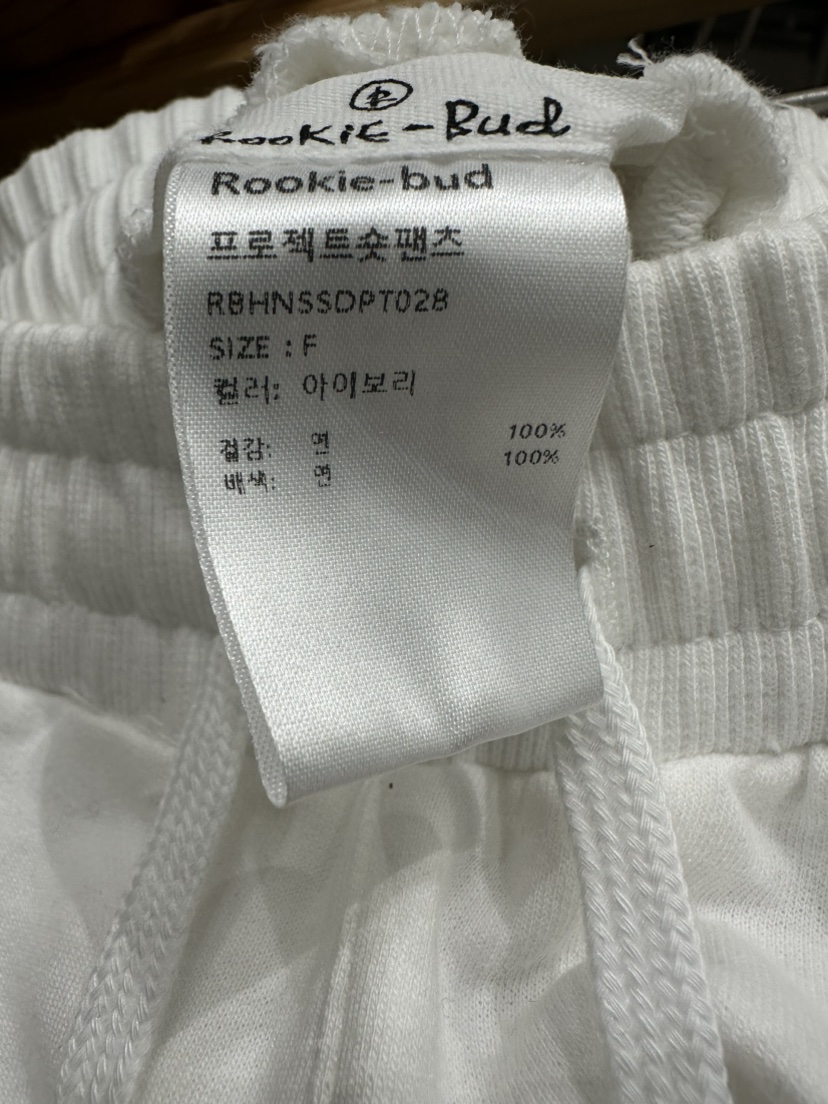 RooKiE-Bud
Rookie-bud
프로젝트숏팬츠
RBHNSSDPT028
SIZE : F
컬러: 아이보리
겉감: 면 100%
배색: 면 100%